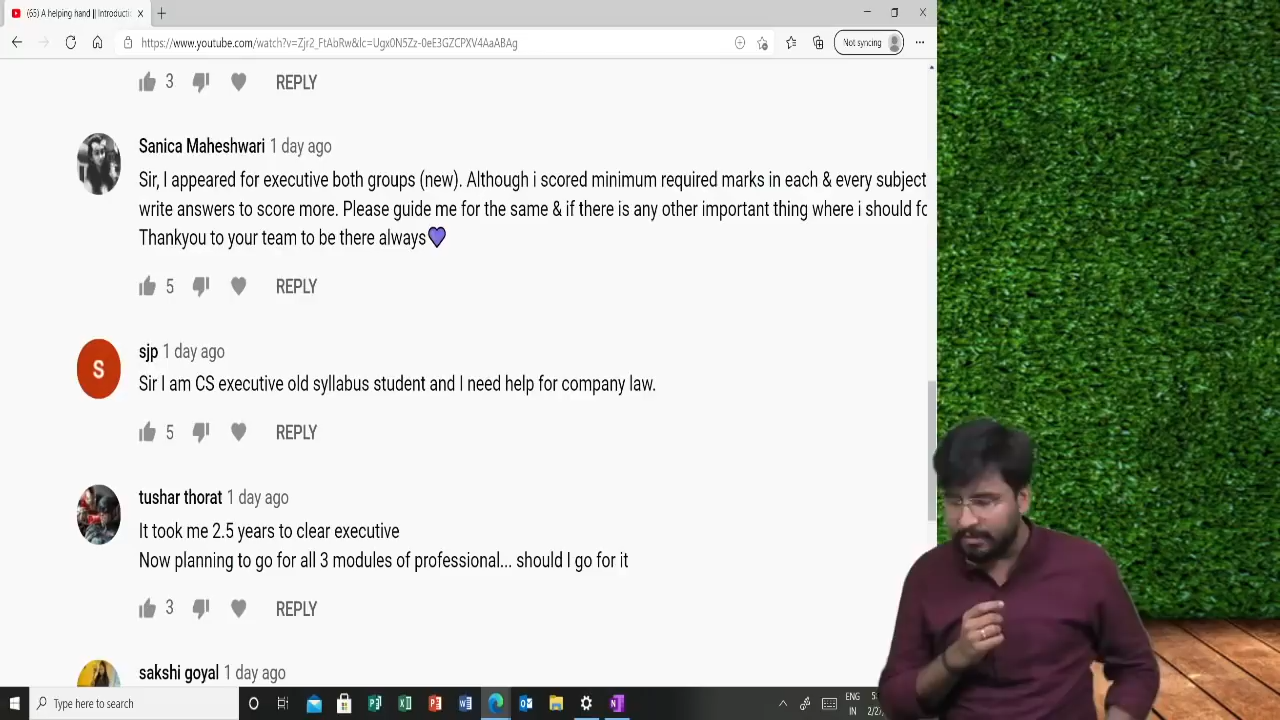 (65) A helping hand || Introducti
https://www.youtube.com/watch?v=Zjr2_FtAbRw&lc=Ugx0N5Zz-0eE3GZCPXV4AaABAg
Not syncing
3 REPLY
Sanica Maheshwari 1 day ago
Sir, I appeared for executive both groups (new). Although i scored minimum required marks in each & every subject
write answers to score more. Please guide me for the same & if there is any other important thing where i should fo
Thankyou to your team to be there always
5 REPLY
S
sjp 1 day ago
Sir I am CS executive old syllabus student and I need help for company law.
5 REPLY
tushar thorat 1 day ago
It took me 2.5 years to clear executive
Now planning to go for all 3 modules of professional... should I go for it
3 REPLY
sakshi goyal 1 day ago
Type here to search
ENG
IN
2/27